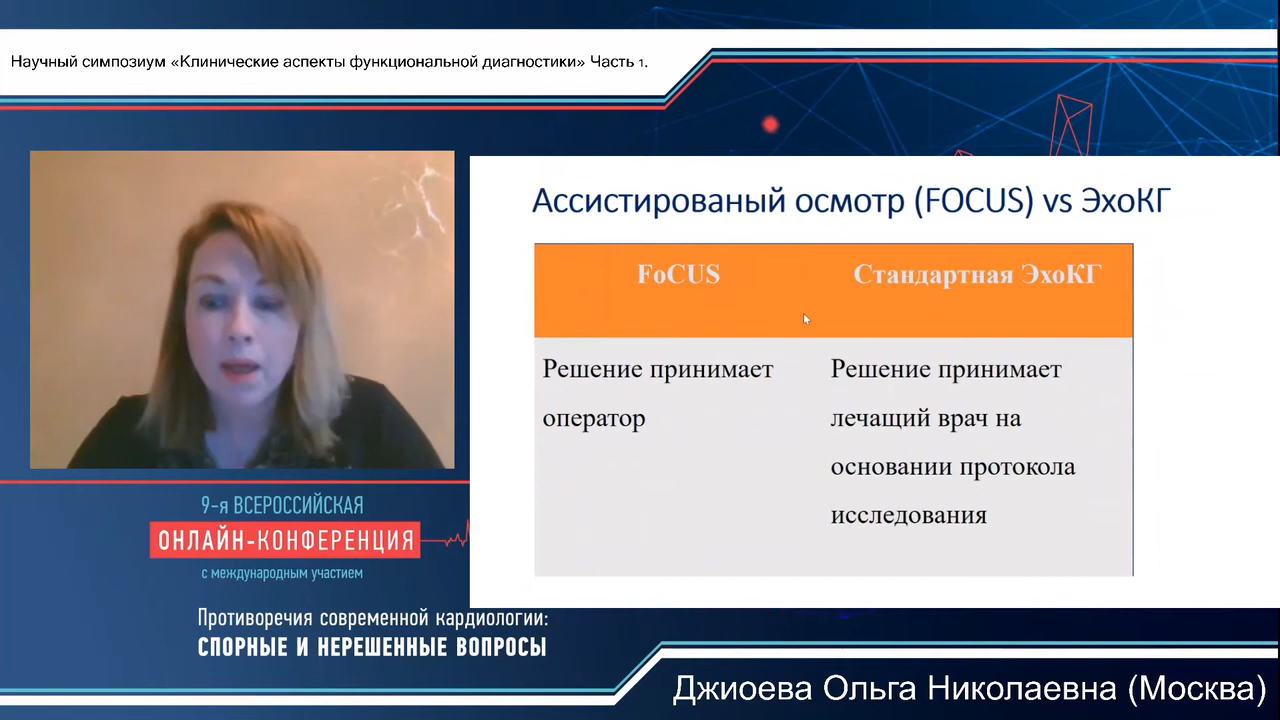 Научный симпозиум «Клинические аспекты функциональной диагностики» Часть 1.
Ассистированый осмотр (FOCUS) vs ЭхоКГ
FoCUS
Стандартная ЭхоКГ
Решение принимает
оператор
Решение принимает
лечащий врач на
основании протокола
исследования
9-я ВСЕРОССИЙСКАЯ
ОНЛАЙН-КОНФЕРЕНЦИЯ
с международным участием
Противоречия современной кардиологии:
СПОРНЫЕ И НЕРЕШЕННЫЕ ВОПРОСЫ
Джиоева Ольга Николаевна (Москва)